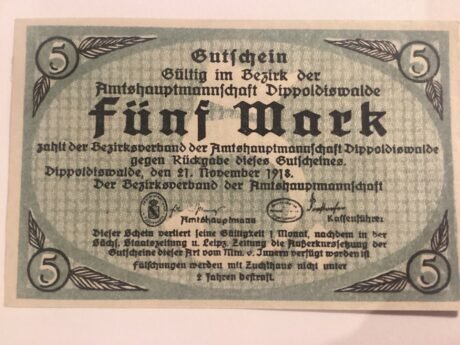 5 5
Gutschein
Gültig im Bezirk der
Amtshauptmannschaft Dippoldiswalde
Fünf Mark
zahlt der Bezirksverband der Amtshauptmannschaft Dippoldiswalde
gegen Rückgabe dieses Gutscheines.
Dippoldiswalde, den 21. November 1918.
Der Bezirksverband der Amtshauptmannschaft
Amtshauptmann Kassenführer
Dieser Schein verliert seine Gültigkeit 1 Monat, nachdem in der
Sächs. Staatszeitung u. Leipz. Zeitung die Außerkurssetzung der
Gutscheine dieser Art vom Min. d. Innern verfügt worden ist
Fälschungen werden mit Zuchthaus nicht unter
2 Jahren bestraft.
5 5